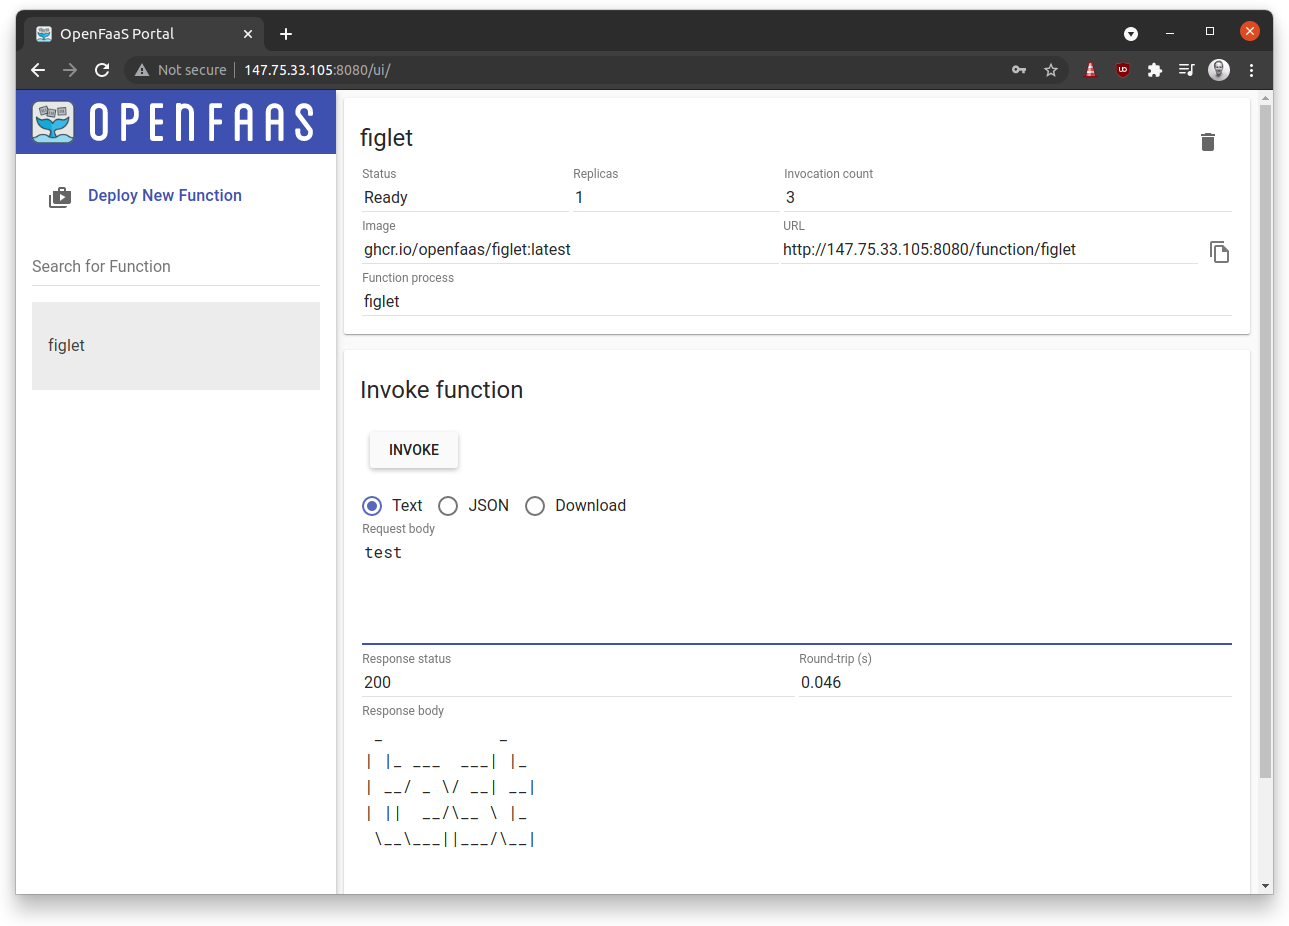 OpenFaaS Portal
Not secure 147.75.33.105:8080/ui/
OPENFAAS
Deploy New Function
Search for Function
figlet
figlet
Status Replicas Invocation count
Ready 1 3
Image URL
ghcr.io/openfaas/figlet:latest http://147.75.33.105:8080/function/figlet
Function process
figlet
Invoke function
INVOKE
Text JSON Download
Request body
test
Response status Round-trip (s)
200 0.046
Response body
 _            _
| |_ ___  ___| |_
| __/ _ \/ __| __|
| ||  __/\__ \ |_
 \__\___||___/\__|